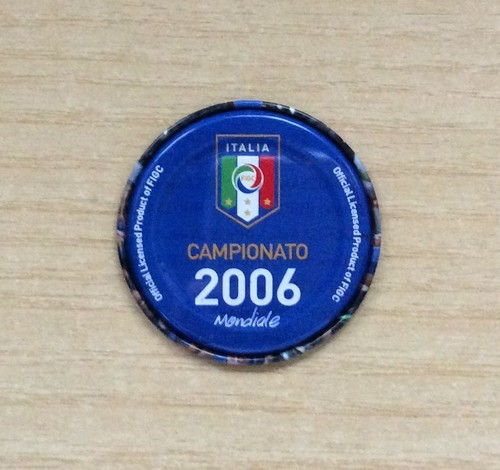 ITALIA
FIGC
CAMPIONATO
2006
Mondiale
Official Licensed Product of FIGC
Official Licensed Product of FIGC